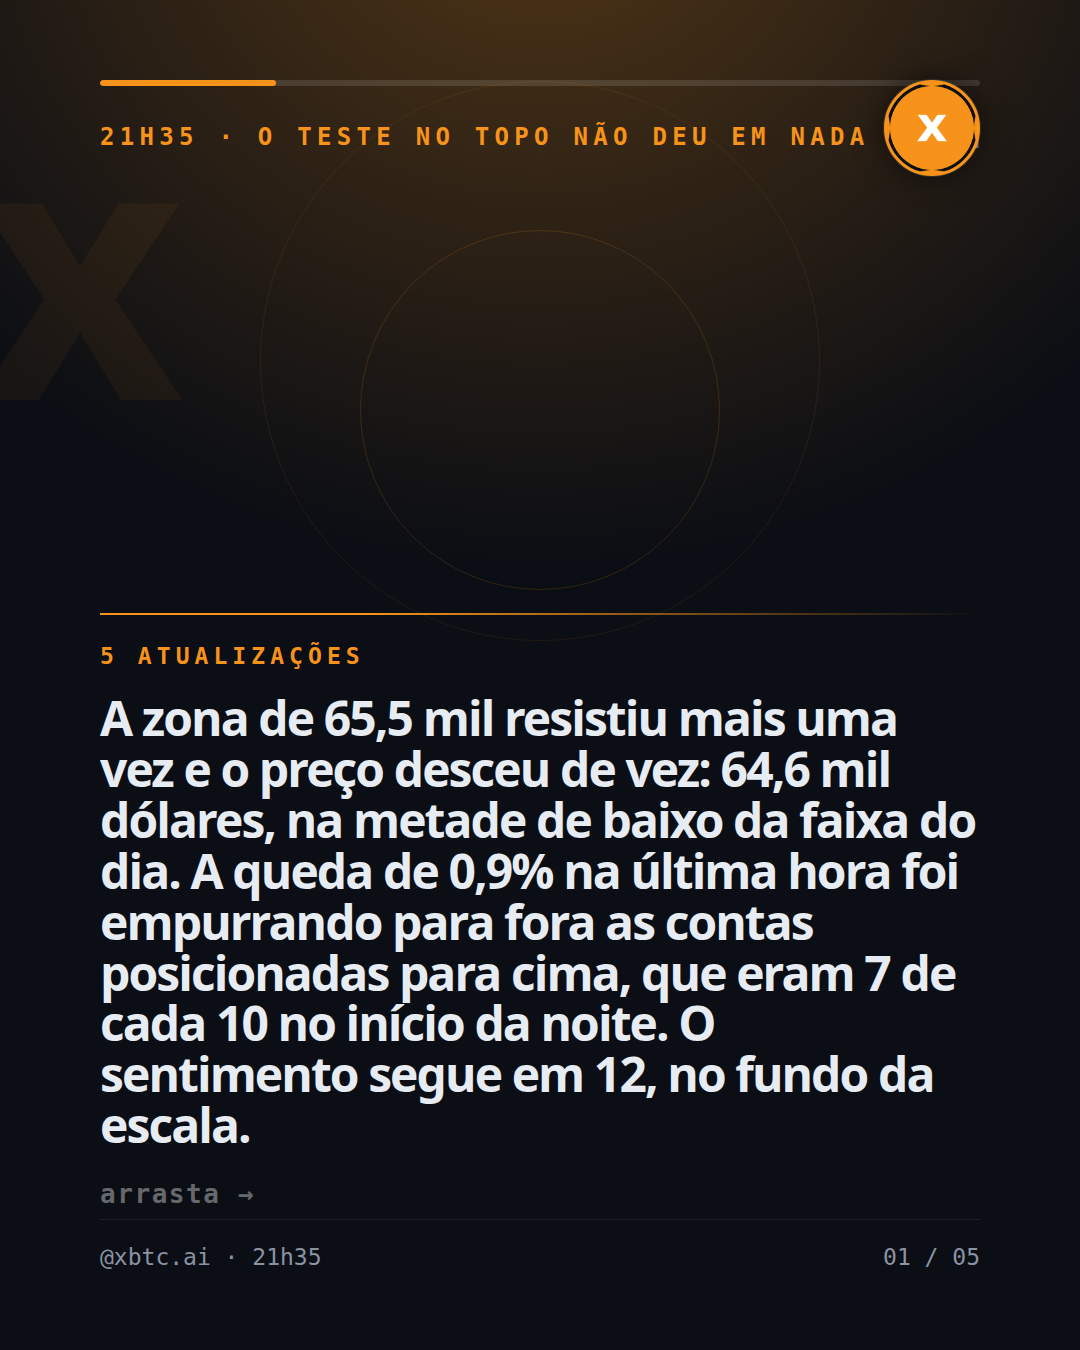 21H35 · O TESTE NO TOPO NÃO DEU EM NADA
x
x
5 ATUALIZAÇÕES
A zona de 65,5 mil resistiu mais uma
vez e o preço desceu de vez: 64,6 mil
dólares, na metade de baixo da faixa do
dia. A queda de 0,9% na última hora foi
empurrando para fora as contas
posicionadas para cima, que eram 7 de
cada 10 no início da noite. O
sentimento segue em 12, no fundo da
escala.
arrasta →
@xbtc.ai · 21h35
01 / 05